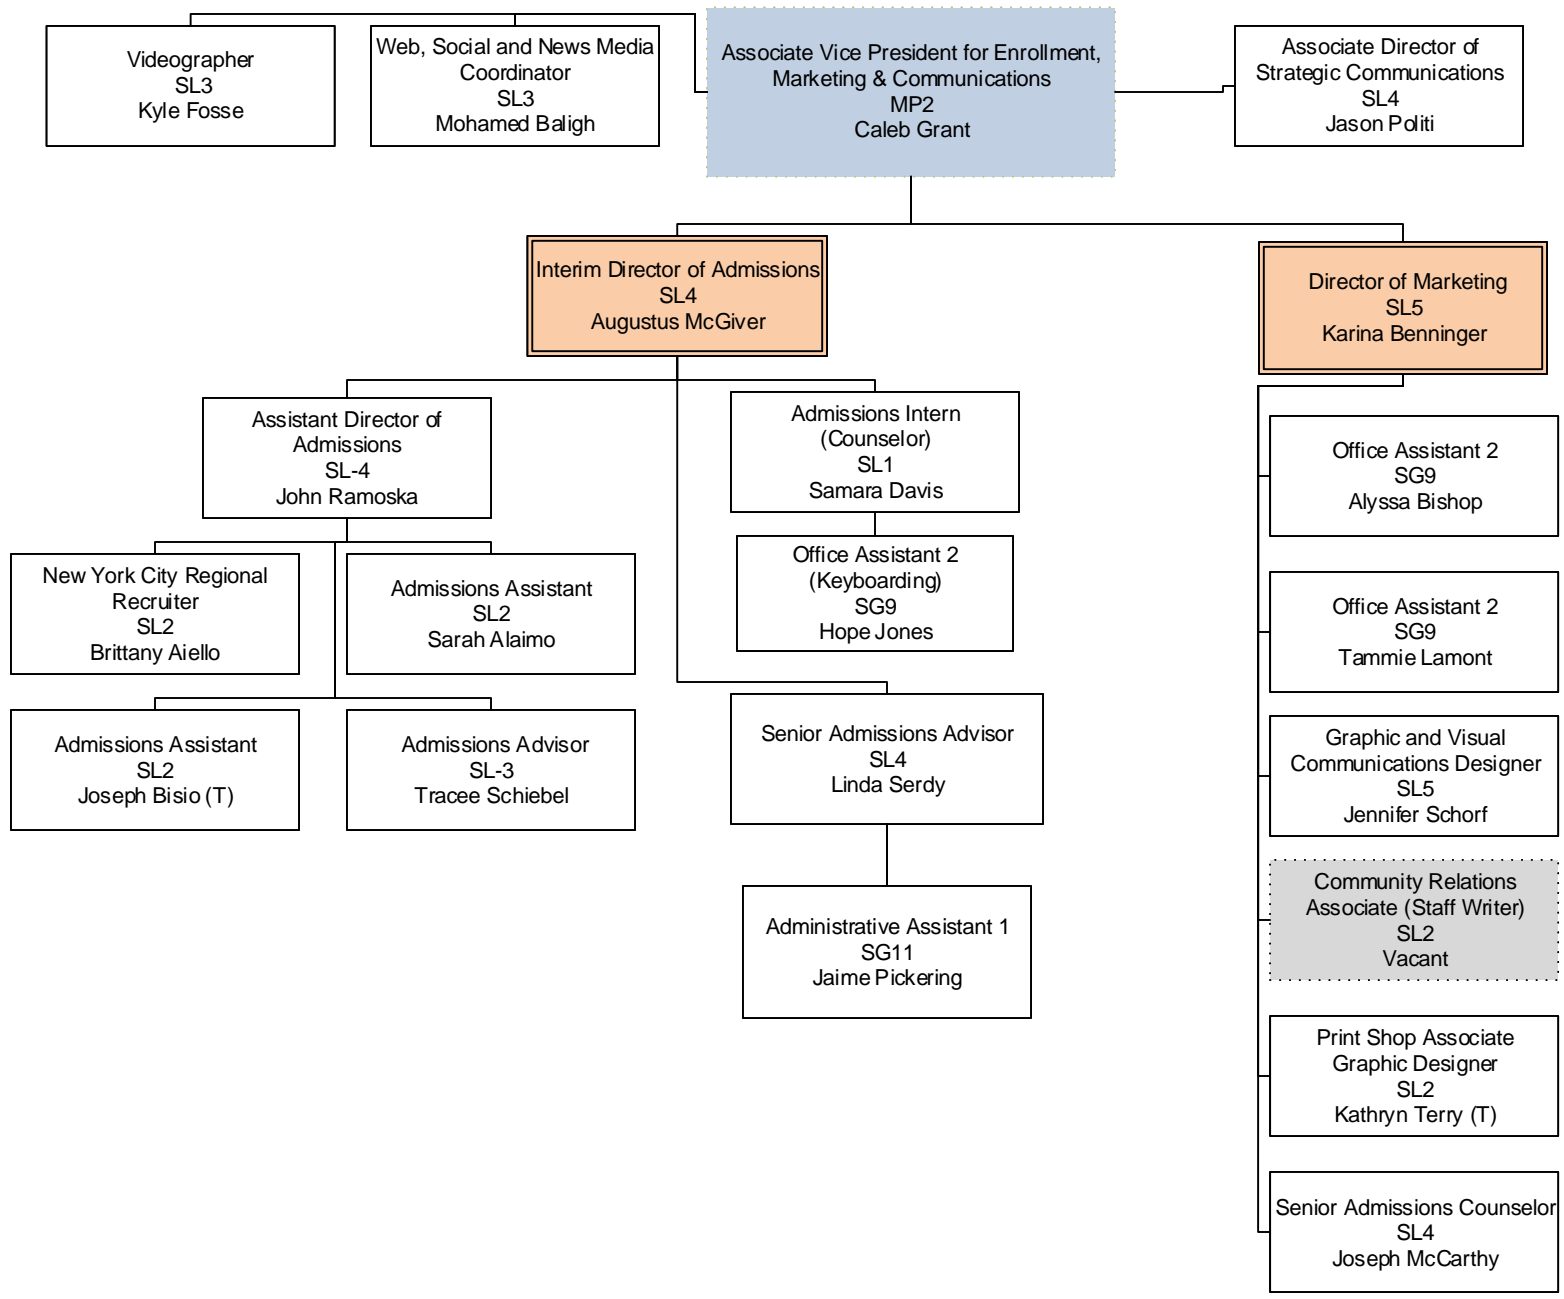 Videographer
SL3
Kyle Fosse
Web, Social and News Media
Coordinator
SL3
Mohamed Baligh
Associate Vice President for Enrollment,
Marketing & Communications
MP2
Caleb Grant
Associate Director of
Strategic Communications
SL4
Jason Politi
Interim Director of Admissions
SL4
Augustus McGiver
Director of Marketing
SL5
Karina Benninger
Assistant Director of
Admissions
SL-4
John Ramoska
Admissions Intern
(Counselor)
SL1
Samara Davis
Office Assistant 2
(Keyboarding)
SG9
Hope Jones
New York City Regional
Recruiter
SL2
Brittany Aiello
Admissions Assistant
SL2
Sarah Alaimo
Admissions Assistant
SL2
Joseph Bisio (T)
Admissions Advisor
SL-3
Tracee Schiebel
Senior Admissions Advisor
SL4
Linda Serdy
Administrative Assistant 1
SG11
Jaime Pickering
Office Assistant 2
SG9
Alyssa Bishop
Office Assistant 2
SG9
Tammie Lamont
Graphic and Visual
Communications Designer
SL5
Jennifer Schorf
Community Relations
Associate (Staff Writer)
SL2
Vacant
Print Shop Associate
Graphic Designer
SL2
Kathryn Terry (T)
Senior Admissions Counselor
SL4
Joseph McCarthy